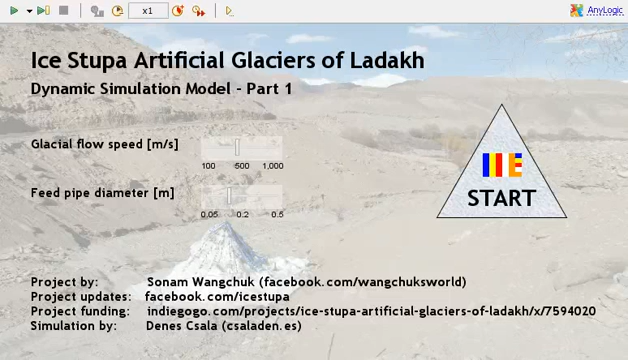 x1
AnyLogic
Ice Stupa Artificial Glaciers of Ladakh
Dynamic Simulation Model - Part 1
Glacial flow speed [m/s]
100 500 1,000
Feed pipe diameter [m]
0.05 0.2 0.5
START
Project by: Sonam Wangchuk (facebook.com/wangchuksworld)
Project updates: facebook.com/icestupa
Project funding: indiegogo.com/projects/ice-stupa-artificial-glaciers-of-ladakh/x/7594020
Simulation by: Denes Csala (csaladen.es)